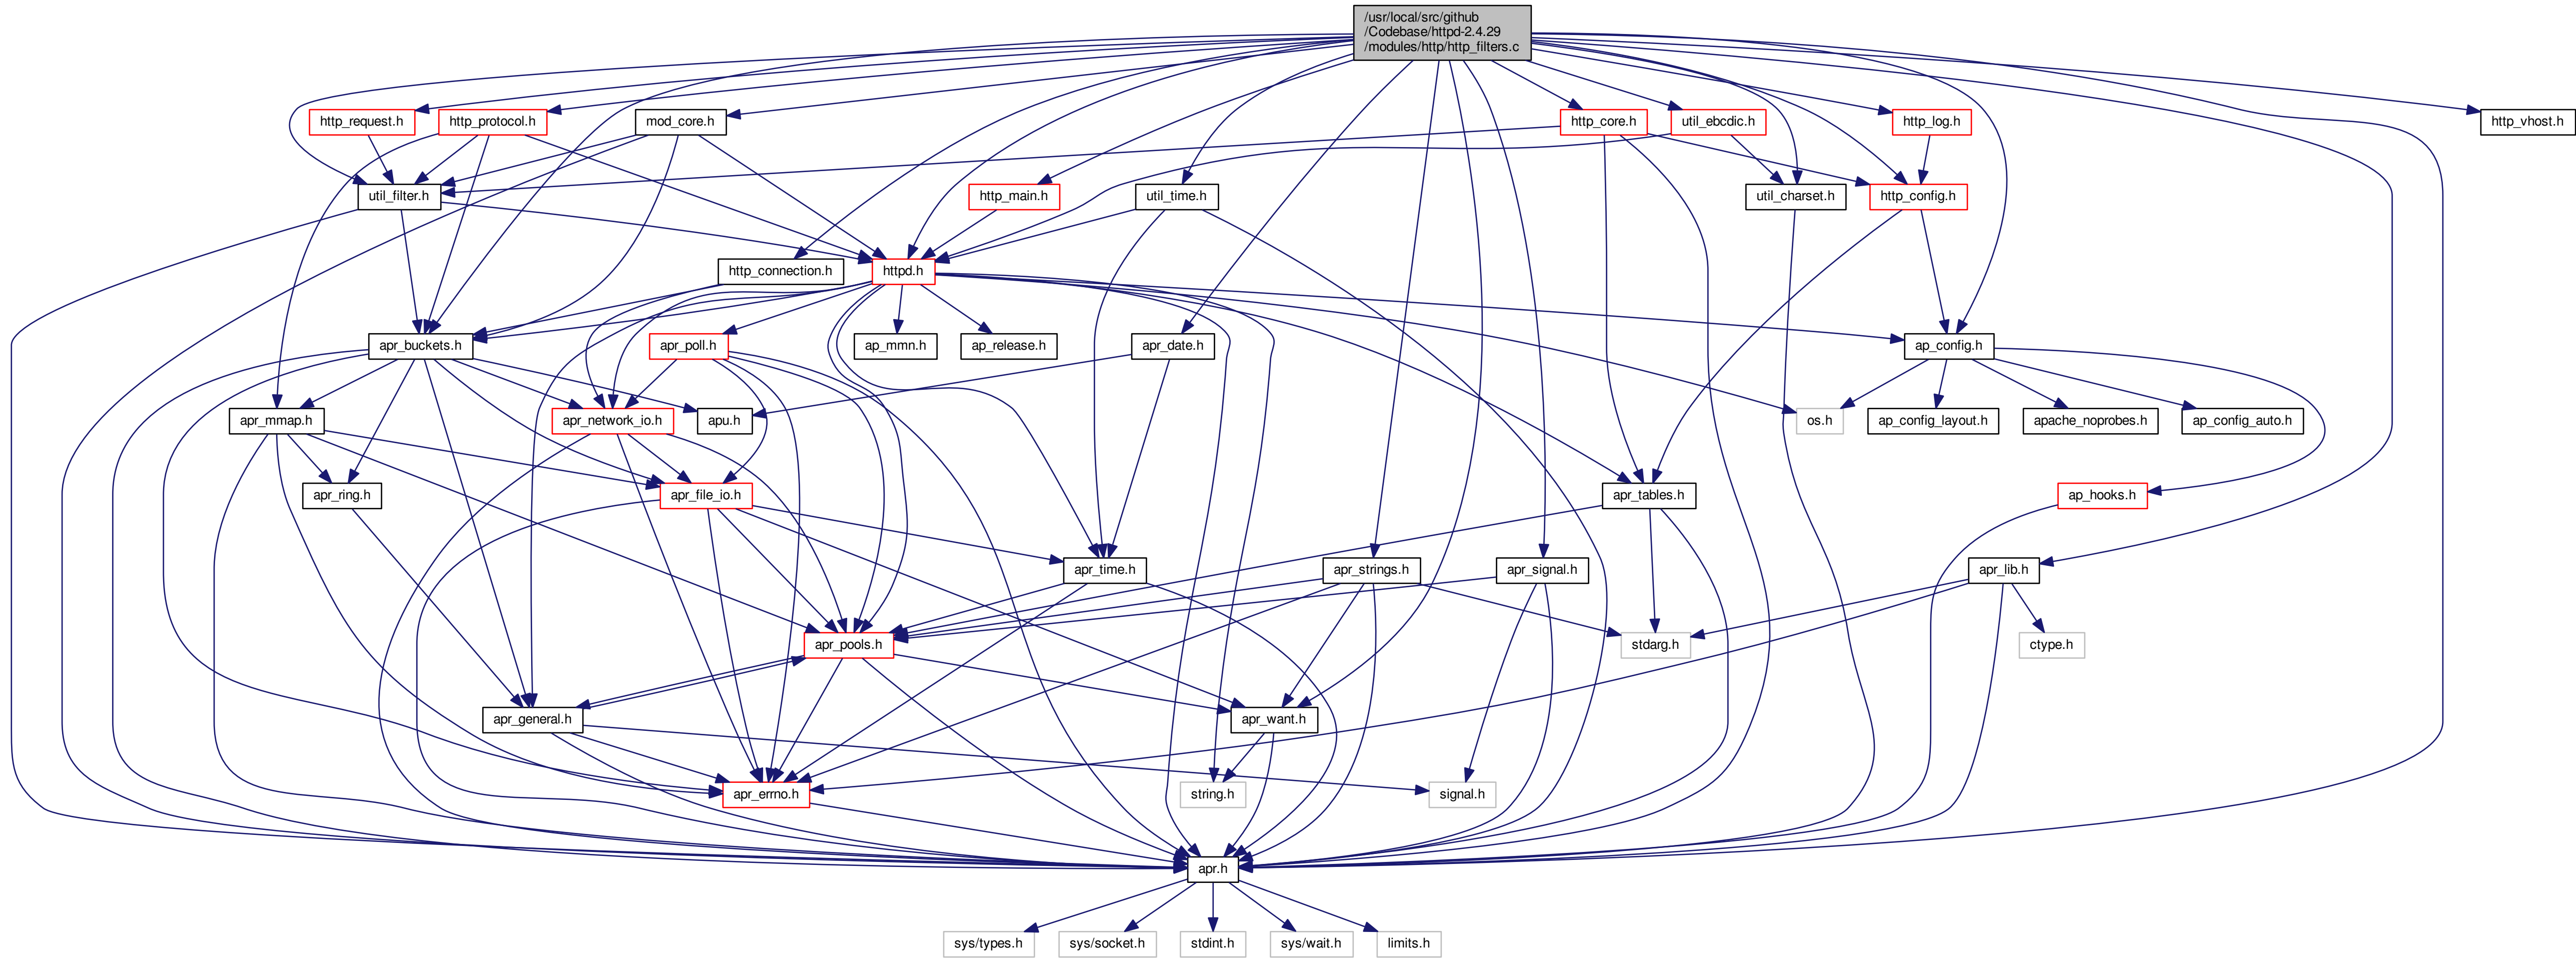 /usr/local/src/github
/Codebase/httpd-2.4.29
/modules/http/http_filters.c
http_request.h
http_protocol.h
mod_core.h
http_core.h
util_ebcdic.h
http_log.h
http_vhost.h
util_filter.h
http_main.h
util_time.h
util_charset.h
http_config.h
http_connection.h
httpd.h
apr_buckets.h
apr_poll.h
ap_mmn.h
ap_release.h
apr_date.h
ap_config.h
apr_mmap.h
apr_network_io.h
apu.h
os.h
ap_config_layout.h
apache_noprobes.h
ap_config_auto.h
apr_ring.h
apr_file_io.h
apr_tables.h
ap_hooks.h
apr_time.h
apr_strings.h
apr_signal.h
apr_lib.h
apr_pools.h
stdarg.h
ctype.h
apr_general.h
apr_want.h
apr_errno.h
string.h
signal.h
apr.h
sys/types.h
sys/socket.h
stdint.h
sys/wait.h
limits.h